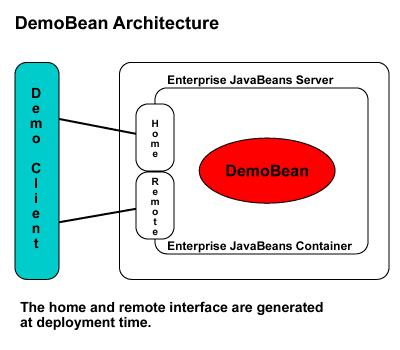 DemoBean Architecture
Enterprise JavaBeans Server
Demo Client
Home
DemoBean
Remote
Enterprise JavaBeans Container
The home and remote interface are generated
at deployment time.